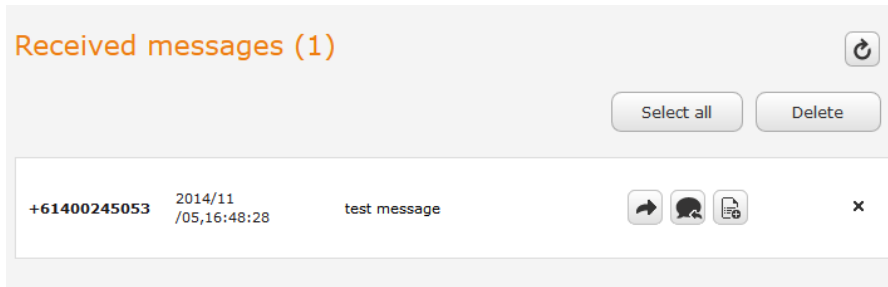 Received messages (1)
Select all
Delete
+61400245053
2014/11
/05,16:48:28
test message